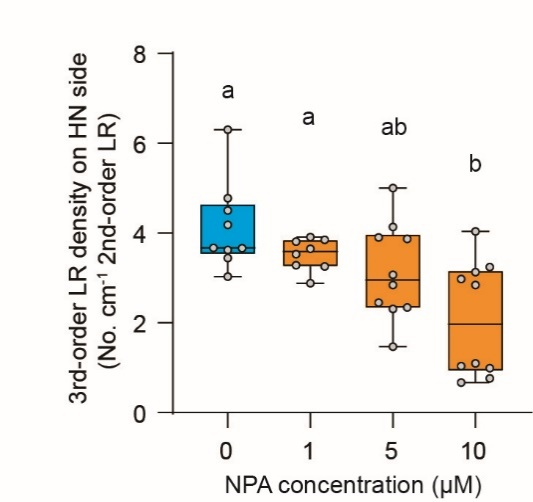 3rd-order LR density on HN side
(No. cm⁻¹ 2nd-order LR)
8
6
4
2
0
a
a
ab
b
0 1 5 10
NPA concentration (μM)